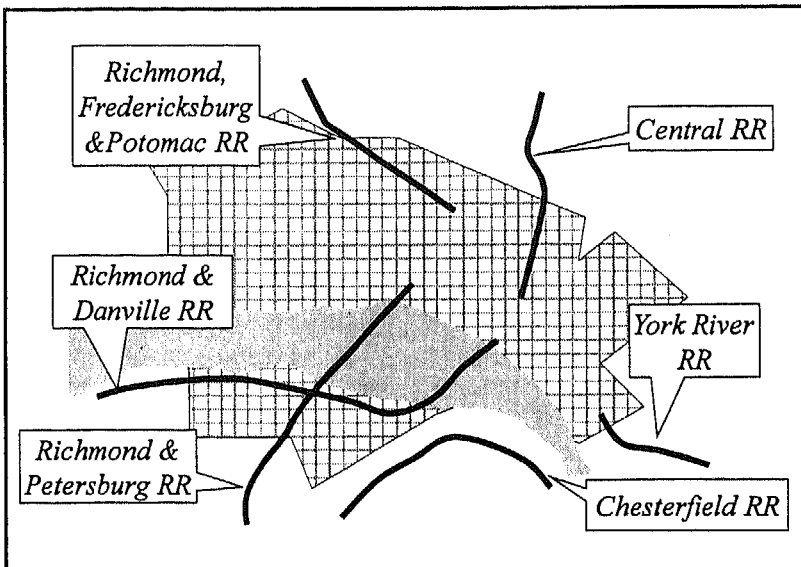 Richmond,
Fredericksburg
&Potomac RR
Central RR
Richmond &
Danville RR
York River
RR
Richmond &
Petersburg RR
Chesterfield RR